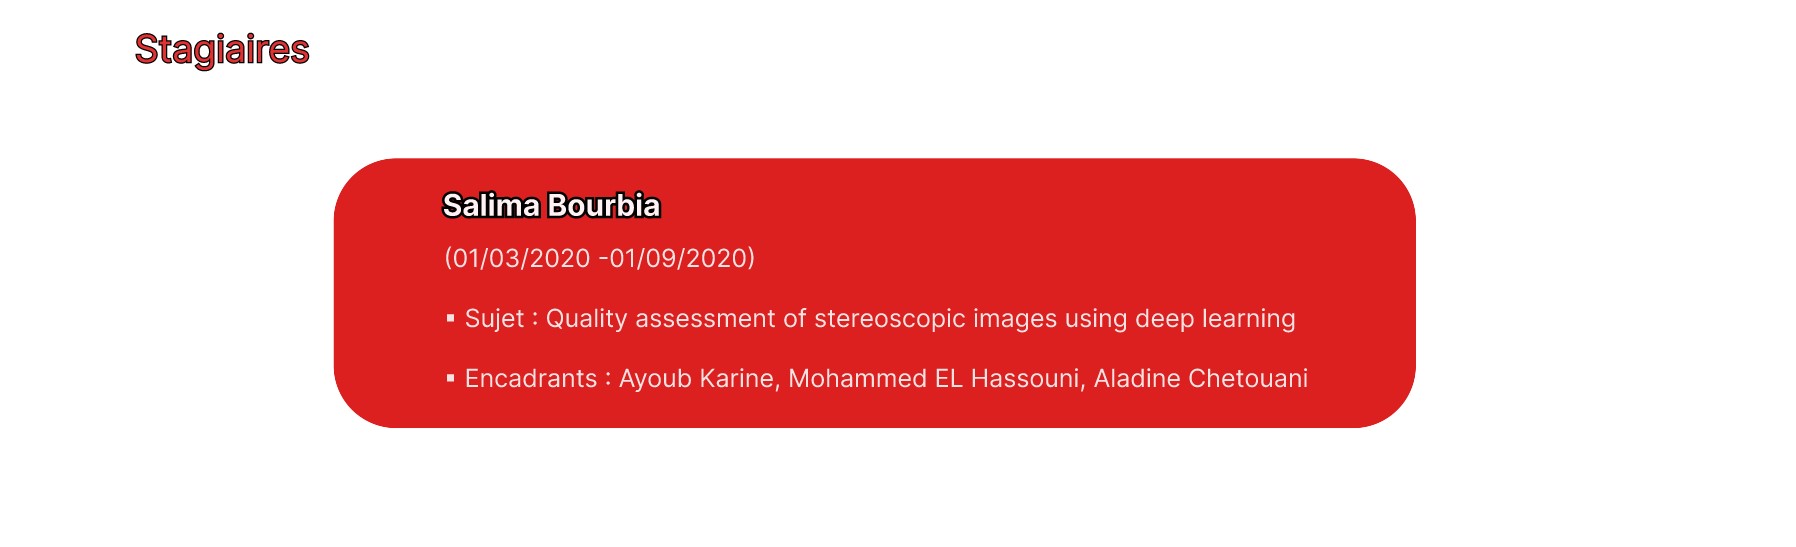 Stagiaires
Salima Bourbia
(01/03/2020 -01/09/2020)
▪ Sujet : Quality assessment of stereoscopic images using deep learning
▪ Encadrants : Ayoub Karine, Mohammed EL Hassouni, Aladine Chetouani